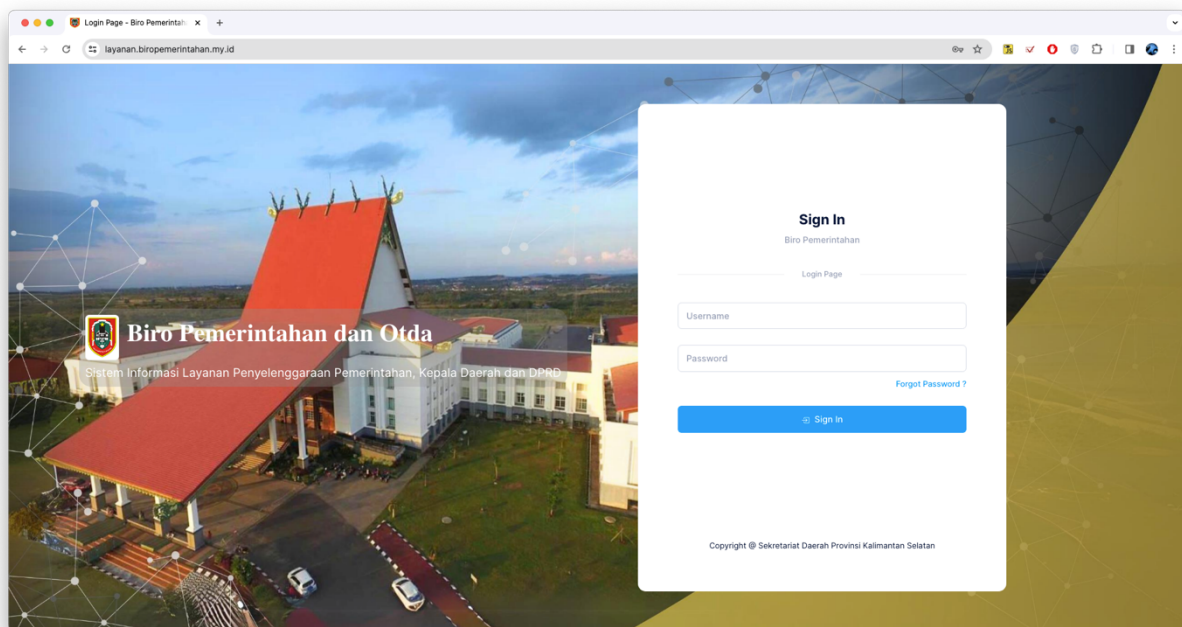 Login Page - Biro Pemerintah
layanan.biropemerintahan.my.id
Biro Pemerintahan dan Otda
Sistem Informasi Layanan Penyelenggaraan Pemerintahan, Kepala Daerah dan DPRD
Sign In
Biro Pemerintahan
Login Page
Username
Password
Forgot Password ?
Sign In
Copyright @ Sekretariat Daerah Provinsi Kalimantan Selatan